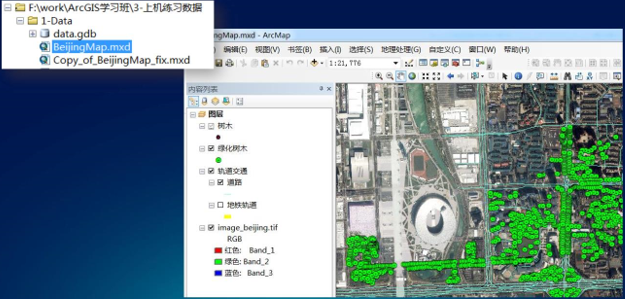 F:\work\ArcGIS学习班\3-上机练习数据
1-Data
data.gdb
BeijingMap.mxd
Copy_of_BeijingMap_fix.mxd
ngMap.mxd - ArcMap
编辑(E) 视图(V) 书签(B) 插入(I) 选择(S) 地理处理(G) 自定义(C) 窗口(W) 帮助(H)
1:21,776
内容列表
图层
树木
绿化树木
轨道交通
道路
地铁轨道
image_beijing.tif
RGB
红色: Band_1
绿色: Band_2
蓝色: Band_3